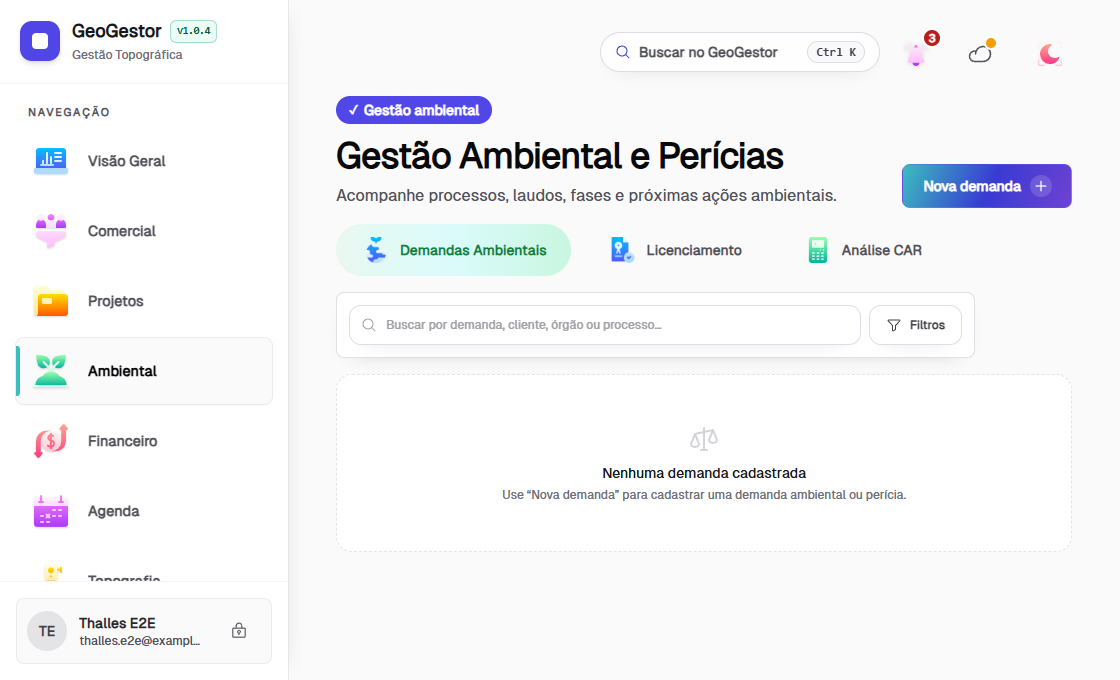 GeoGestor
v1.0.4
Gestão Topográfica
NAVEGAÇÃO
Visão Geral
Comercial
Projetos
Ambiental
Financeiro
Agenda
Topografia
TE
Thalles E2E
thalles.e2e@exampl...
Buscar no GeoGestor
Ctrl K
3
✓ Gestão ambiental
Gestão Ambiental e Perícias
Acompanhe processos, laudos, fases e próximas ações ambientais.
Nova demanda
Demandas Ambientais
Licenciamento
Análise CAR
Buscar por demanda, cliente, órgão ou processo...
Filtros
Nenhuma demanda cadastrada
Use “Nova demanda” para cadastrar uma demanda ambiental ou perícia.